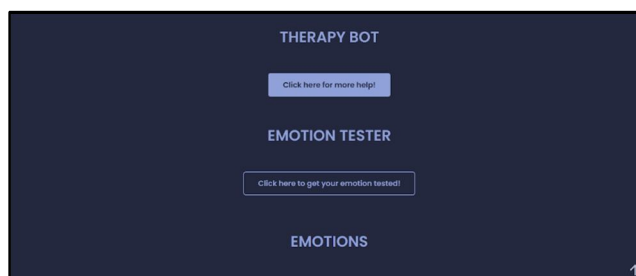 THERAPY BOT
Click here for more help!
EMOTION TESTER
Click here to get your emotion tested!
EMOTIONS